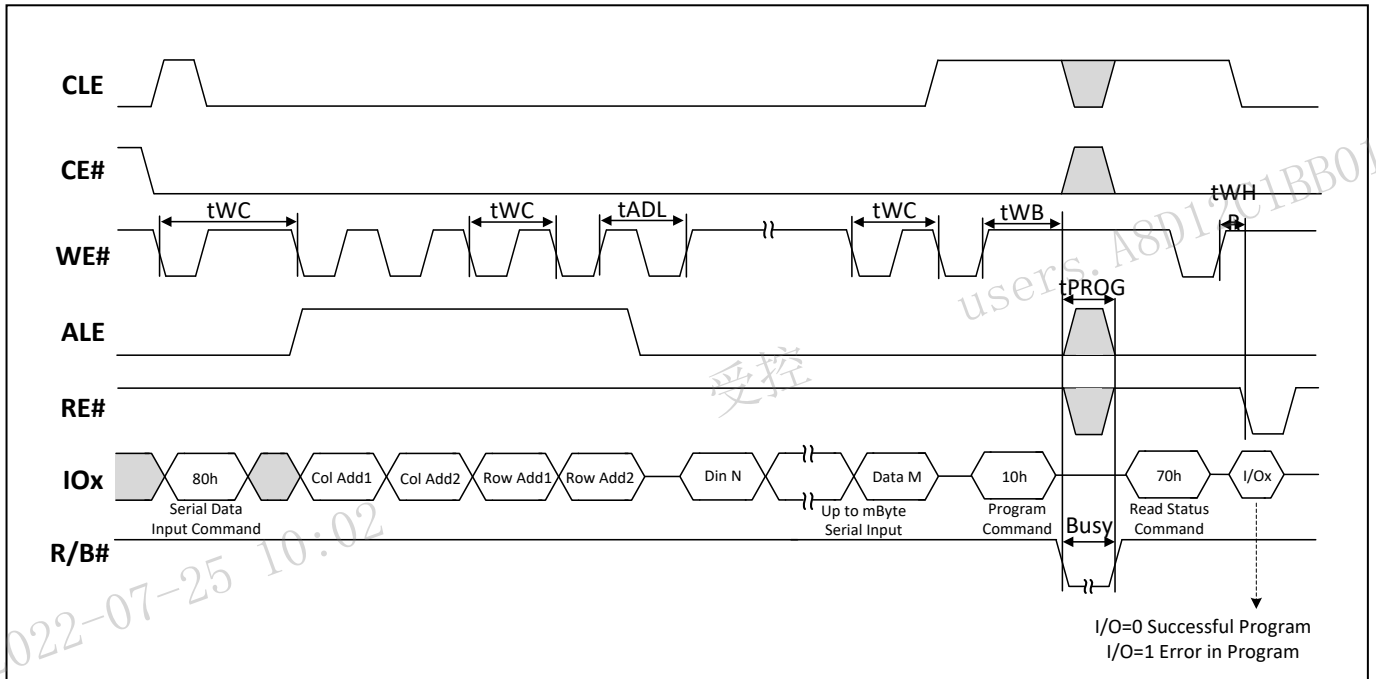 CLE
CE#
tWH
R
tWC
tWC
tADL
tWC
tWB
WE#
tPROG
ALE
RE#
IOx
80h
Col Add1
Col Add2
Row Add1
Row Add2
Din N
Data M
10h
70h
I/Ox
Serial Data
Input Command
Up to mByte
Serial Input
Program
Command
Busy
Read Status
Command
R/B#
I/O=0 Successful Program
I/O=1 Error in Program
users. A8D12C1BB01
受控
2022-07-25 10:02